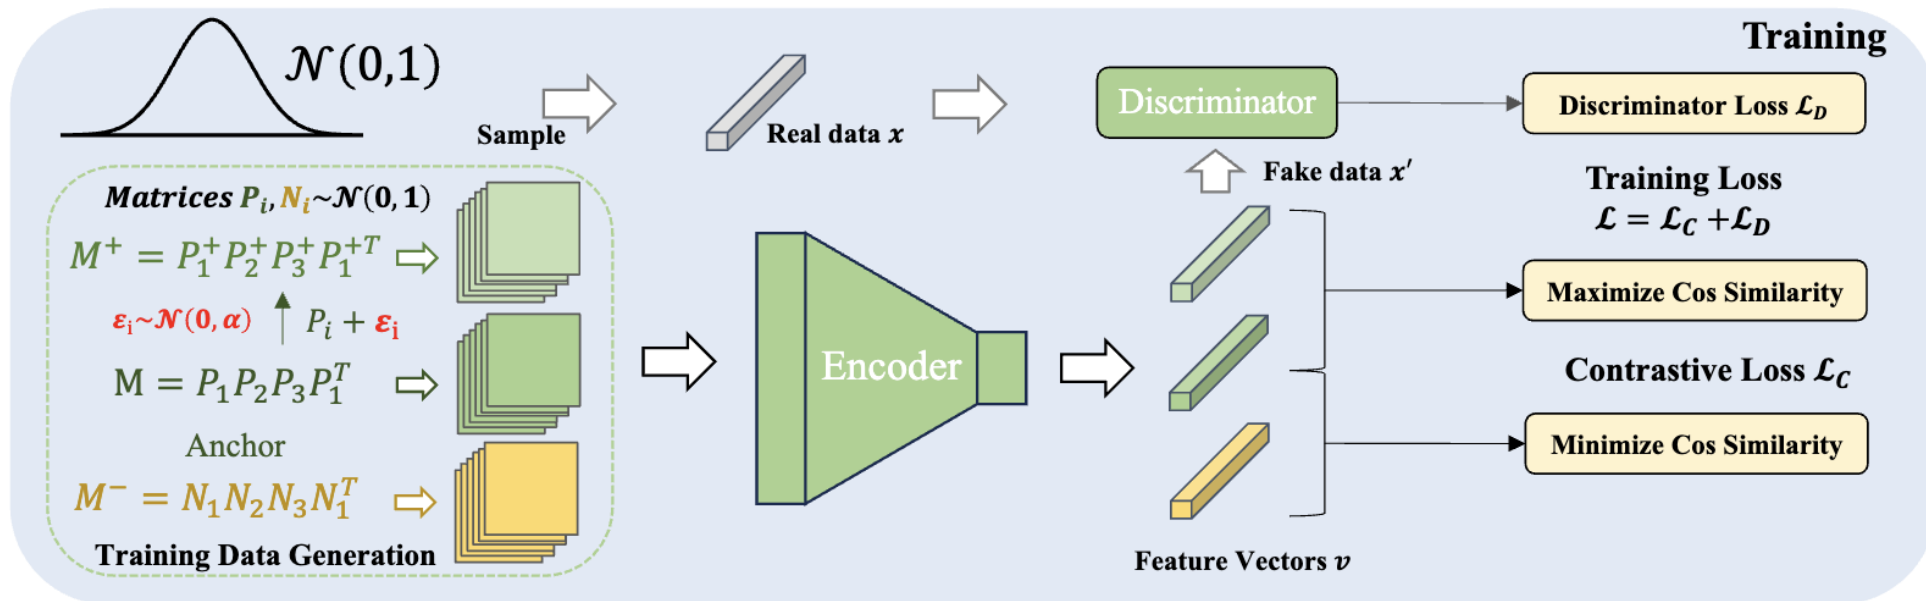 Training
𝒩(0,1)
Sample
Real data x
Discriminator
Discriminator Loss ℒ_D
Fake data x′
Training Loss
ℒ = ℒ_C +ℒ_D
Matrices P_i, N_i~𝒩(0, 1)
M⁺ = P₁⁺P₂⁺P₃⁺P₁⁺ᵀ
ε_i~𝒩(0, α) P_i + ε_i
M = P₁P₂P₃P₁ᵀ
Anchor
M⁻ = N₁N₂N₃N₁ᵀ
Training Data Generation
Encoder
Feature Vectors v
Maximize Cos Similarity
Contrastive Loss ℒ_C
Minimize Cos Similarity